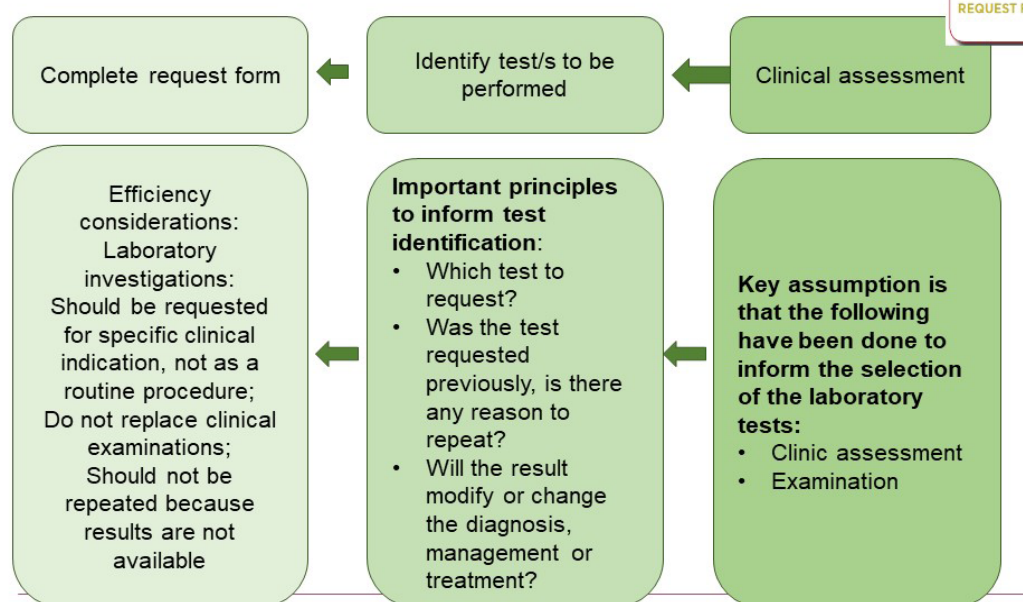 REQUEST
Complete request form
Identify test/s to be
performed
Clinical assessment
Efficiency
considerations:
Laboratory
investigations:
Should be requested
for specific clinical
indication, not as a
routine procedure;
Do not replace clinical
examinations;
Should not be
repeated because
results are not
available
Important principles
to inform test
identification:
• Which test to
request?
• Was the test
requested
previously, is there
any reason to
repeat?
• Will the result
modify or change
the diagnosis,
management or
treatment?
Key assumption is
that the following
have been done to
inform the selection
of the laboratory
tests:
• Clinic assessment
• Examination